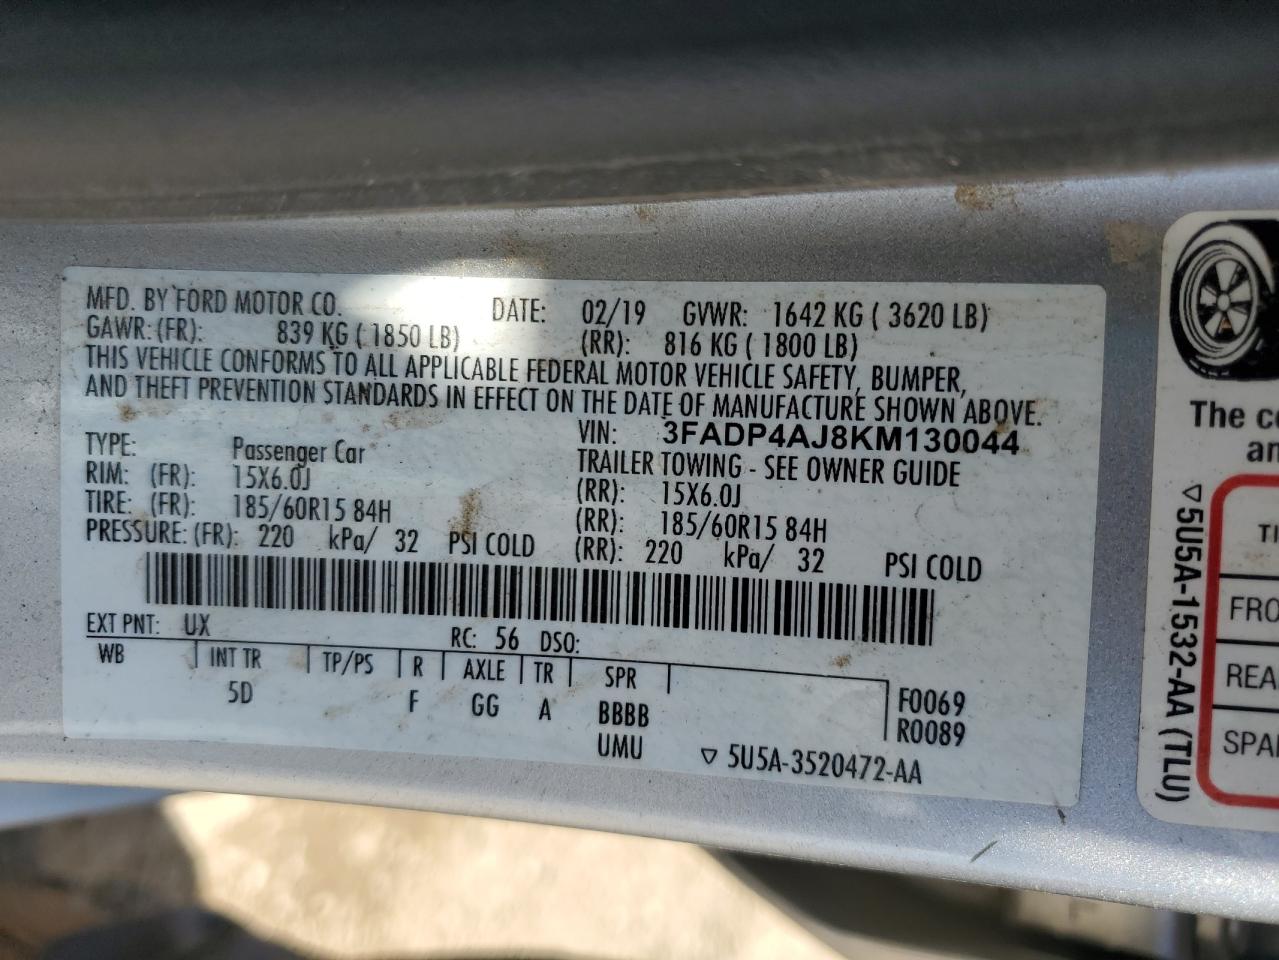 MFD. BY FORD MOTOR CO. DATE: 02/19 GVWR: 1642 KG ( 3620 LB)
GAWR: (FR): 839 KG ( 1850 LB) (RR): 816 KG ( 1800 LB)
THIS VEHICLE CONFORMS TO ALL APPLICABLE FEDERAL MOTOR VEHICLE SAFETY, BUMPER,
AND THEFT PREVENTION STANDARDS IN EFFECT ON THE DATE OF MANUFACTURE SHOWN ABOVE.
VIN: 3FADP4AJ8KM130044
TYPE: Passenger Car TRAILER TOWING - SEE OWNER GUIDE
RIM: (FR): 15X6.0J (RR): 15X6.0J
TIRE: (FR): 185/60R15 84H (RR): 185/60R15 84H
PRESSURE: (FR): 220 kPa/ 32 PSI COLD (RR): 220 kPa/ 32 PSI COLD
EXT PNT: UX RC: 56 DSO:
WB INT TR TP/PS R AXLE TR SPR
5D F GG A BBBB F0069
UMU R0089
▽ 5U5A-3520472-AA
The co
an
▽5U5A-1532-AA (TLU)
TI
FRO
REA
SPA